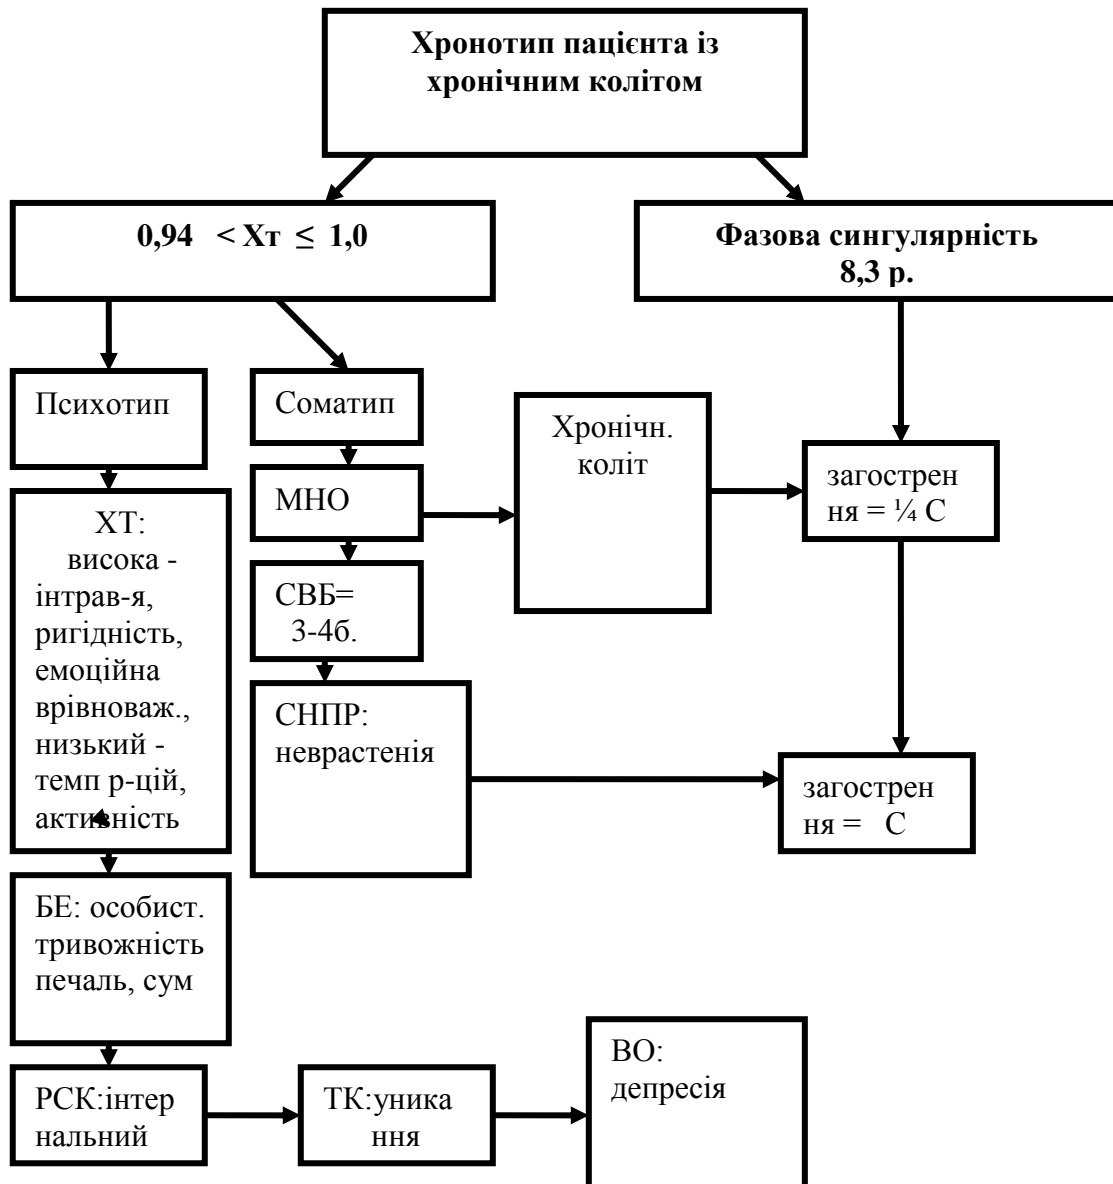 Хронотип пацієнта із
хронічним колітом
0,94 < Хт ≤ 1,0
Фазова сингулярність
8,3 р.
Психотип
Соматип
Хронічн.
коліт
загострен
ня = ¼ С
МНО
ХТ:
висока -
інтрав-я,
ригідність,
емоційна
врівноваж.,
низький -
темп р-цій,
активність
СВБ=
3-4б.
СНПР:
неврастенія
загострен
ня = С
БЕ: особист.
тривожність
печаль, сум
РСК:інтер
нальний
ТК:уника
ння
ВО:
депресія